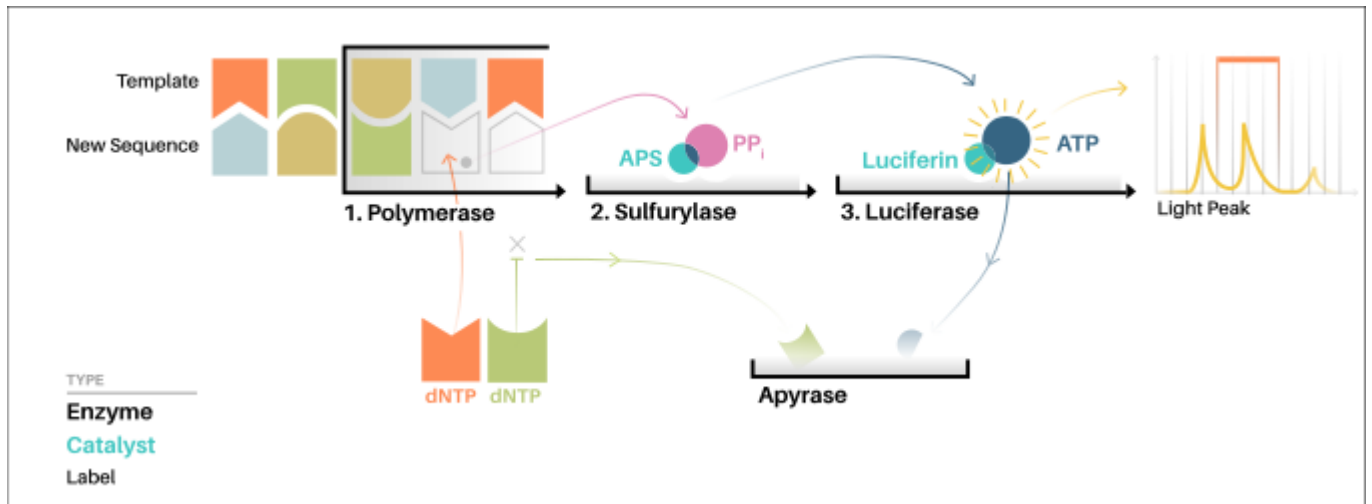 Template
New Sequence
APS
PPi
Luciferin
ATP
1. Polymerase
2. Sulfurylase
3. Luciferase
Light Peak
dNTP
dNTP
Apyrase
TYPE
Enzyme
Catalyst
Label